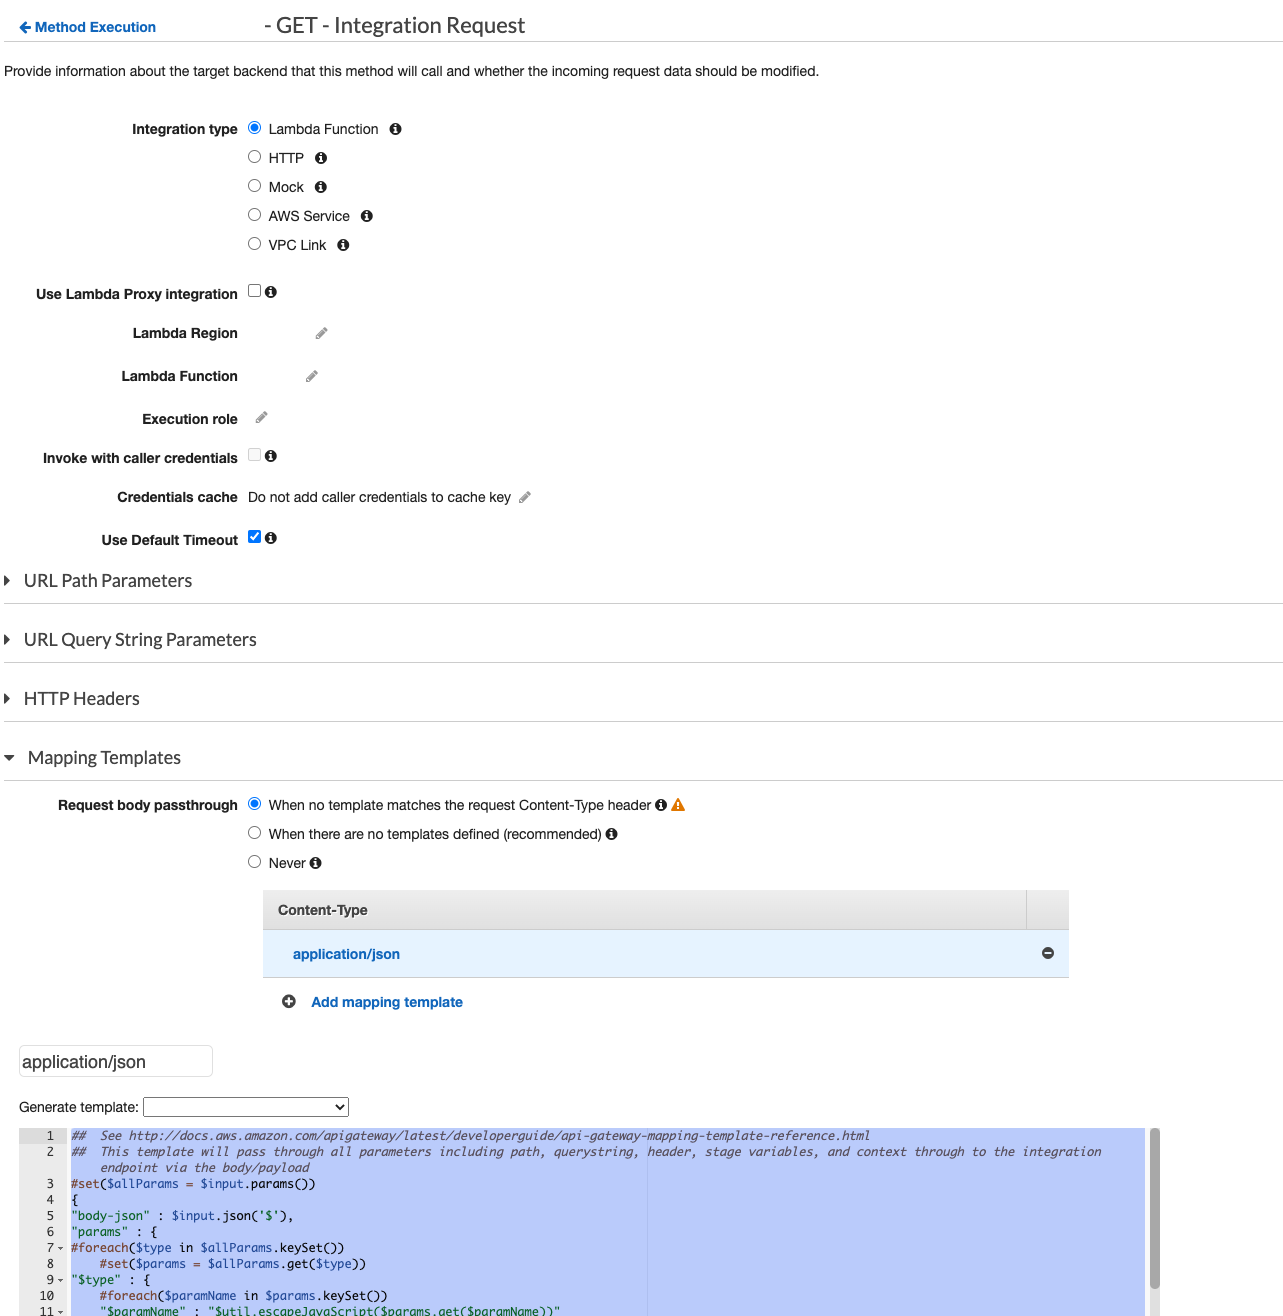 Method Execution
- GET - Integration Request
Provide information about the target backend that this method will call and whether the incoming request data should be modified.
Integration type
Lambda Function
HTTP
Mock
AWS Service
VPC Link
Use Lambda Proxy integration
Lambda Region
Lambda Function
Execution role
Invoke with caller credentials
Credentials cache Do not add caller credentials to cache key
Use Default Timeout
URL Path Parameters
URL Query String Parameters
HTTP Headers
Mapping Templates
Request body passthrough
When no template matches the request Content-Type header
When there are no templates defined (recommended)
Never
Content-Type
application/json
Add mapping template
application/json
Generate template:
1 ##  See http://docs.aws.amazon.com/apigateway/latest/developerguide/api-gateway-mapping-template-reference.html
2 ##  This template will pass through all parameters including path, querystring, header, stage variables, and context through to the integration
endpoint via the body/payload
3 #set($allParams = $input.params())
4 {
5 "body-json" : $input.json('$'),
6 "params" : {
7 #foreach($type in $allParams.keySet())
8     #set($params = $allParams.get($type))
9 "$type" : {
10     #foreach($paramName in $params.keySet())
11     "$paramName" : "$util.escapeJavaScript($params.get($paramName))"